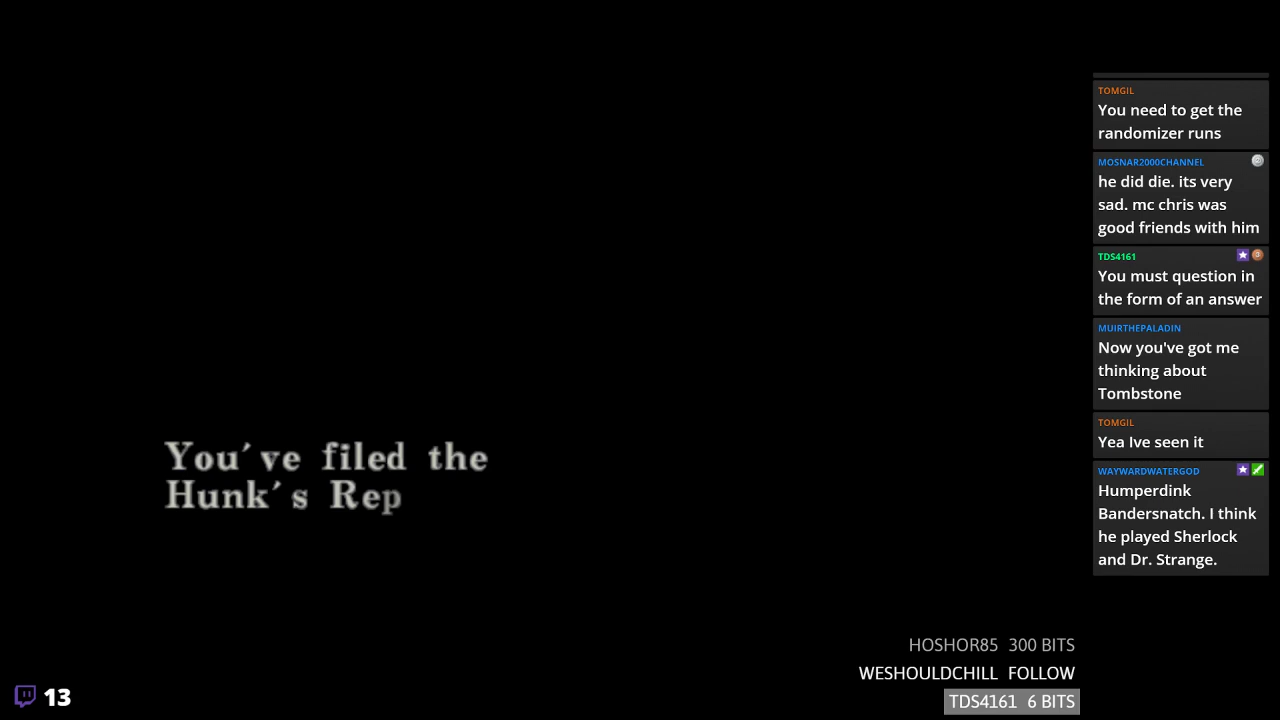 TOMGIL
You need to get the
randomizer runs
MOSNAR2000CHANNEL
he did die. its very
sad. mc chris was
good friends with him
TDS4161
You must question in
the form of an answer
MUIRTHEPALADIN
Now you've got me
thinking about
Tombstone
TOMGIL
Yea Ive seen it
WAYWARDWATERGOD
Humperdink
Bandersnatch. I think
he played Sherlock
and Dr. Strange.
You've filed the
Hunk's Rep
HOSHOR85 300 BITS
WESHOULDCHILL FOLLOW
TDS4161 6 BITS
13